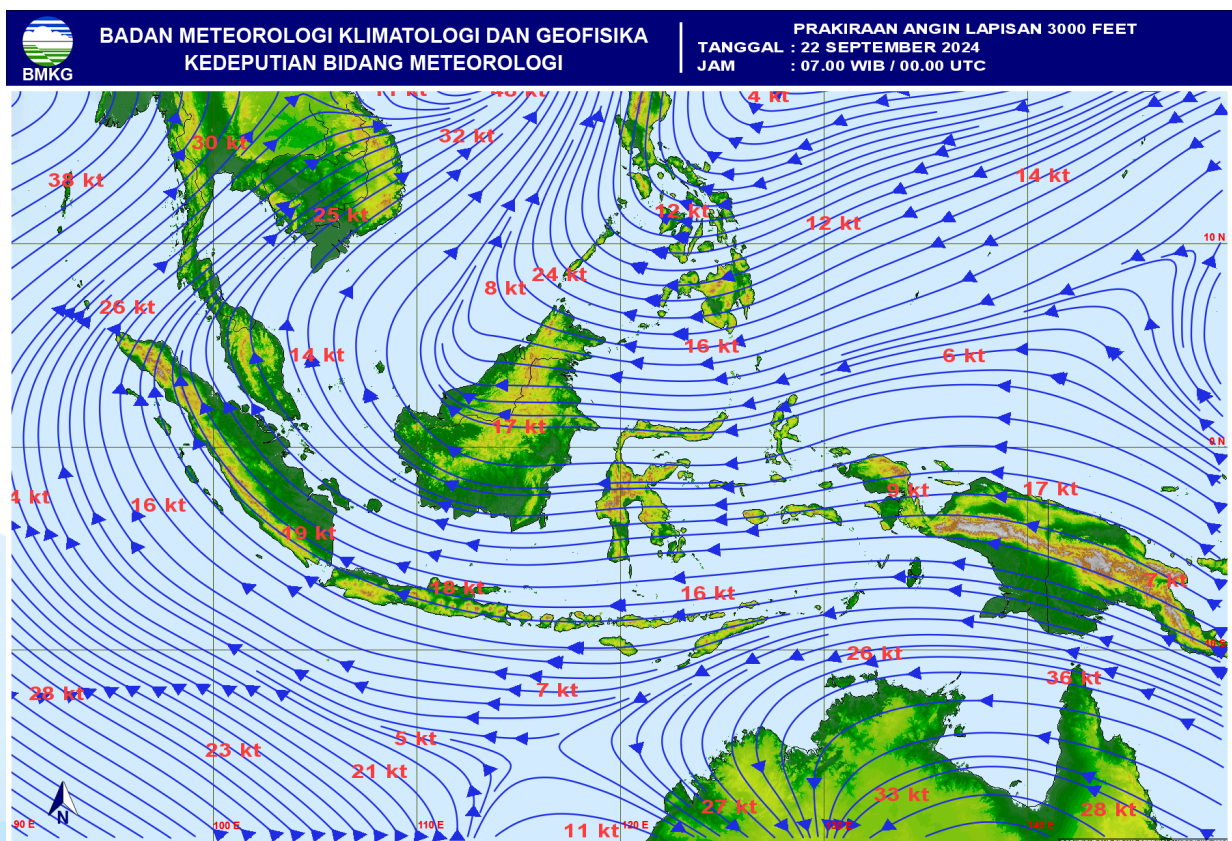 BMKG
BADAN METEOROLOGI KLIMATOLOGI DAN GEOFISIKA
KEDEPUTIAN BIDANG METEOROLOGI
PRAKIRAAN ANGIN LAPISAN 3000 FEET
TANGGAL : 22 SEPTEMBER 2024
JAM : 07.00 WIB / 00.00 UTC
4 kt
32 kt
30 kt
38 kt
14 kt
25 kt
12 kt
12 kt
10 N
24 kt
8 kt
26 kt
16 kt
14 kt
6 kt
17 kt
0 N
9 kt
17 kt
4 kt
16 kt
19 kt
7 kt
18 kt
16 kt
10 S
26 kt
36 kt
28 kt
7 kt
5 kt
23 kt
21 kt
27 kt
33 kt
28 kt
11 kt
N
90 E
100 E
110 E
120 E
130 E
140 E